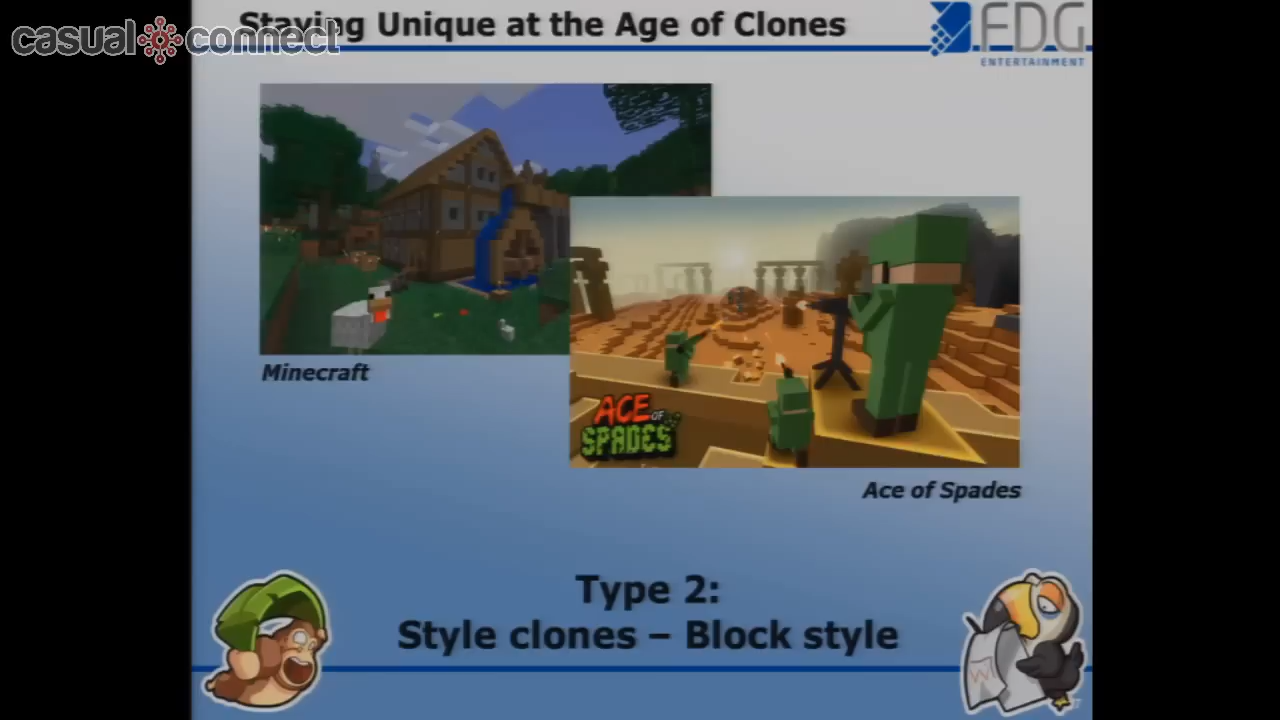 Staying Unique at the Age of Clones
casual connect
FDG
ENTERTAINMENT
Minecraft
ACE OF
SPADES
Ace of Spades
Type 2:
Style clones – Block style
W